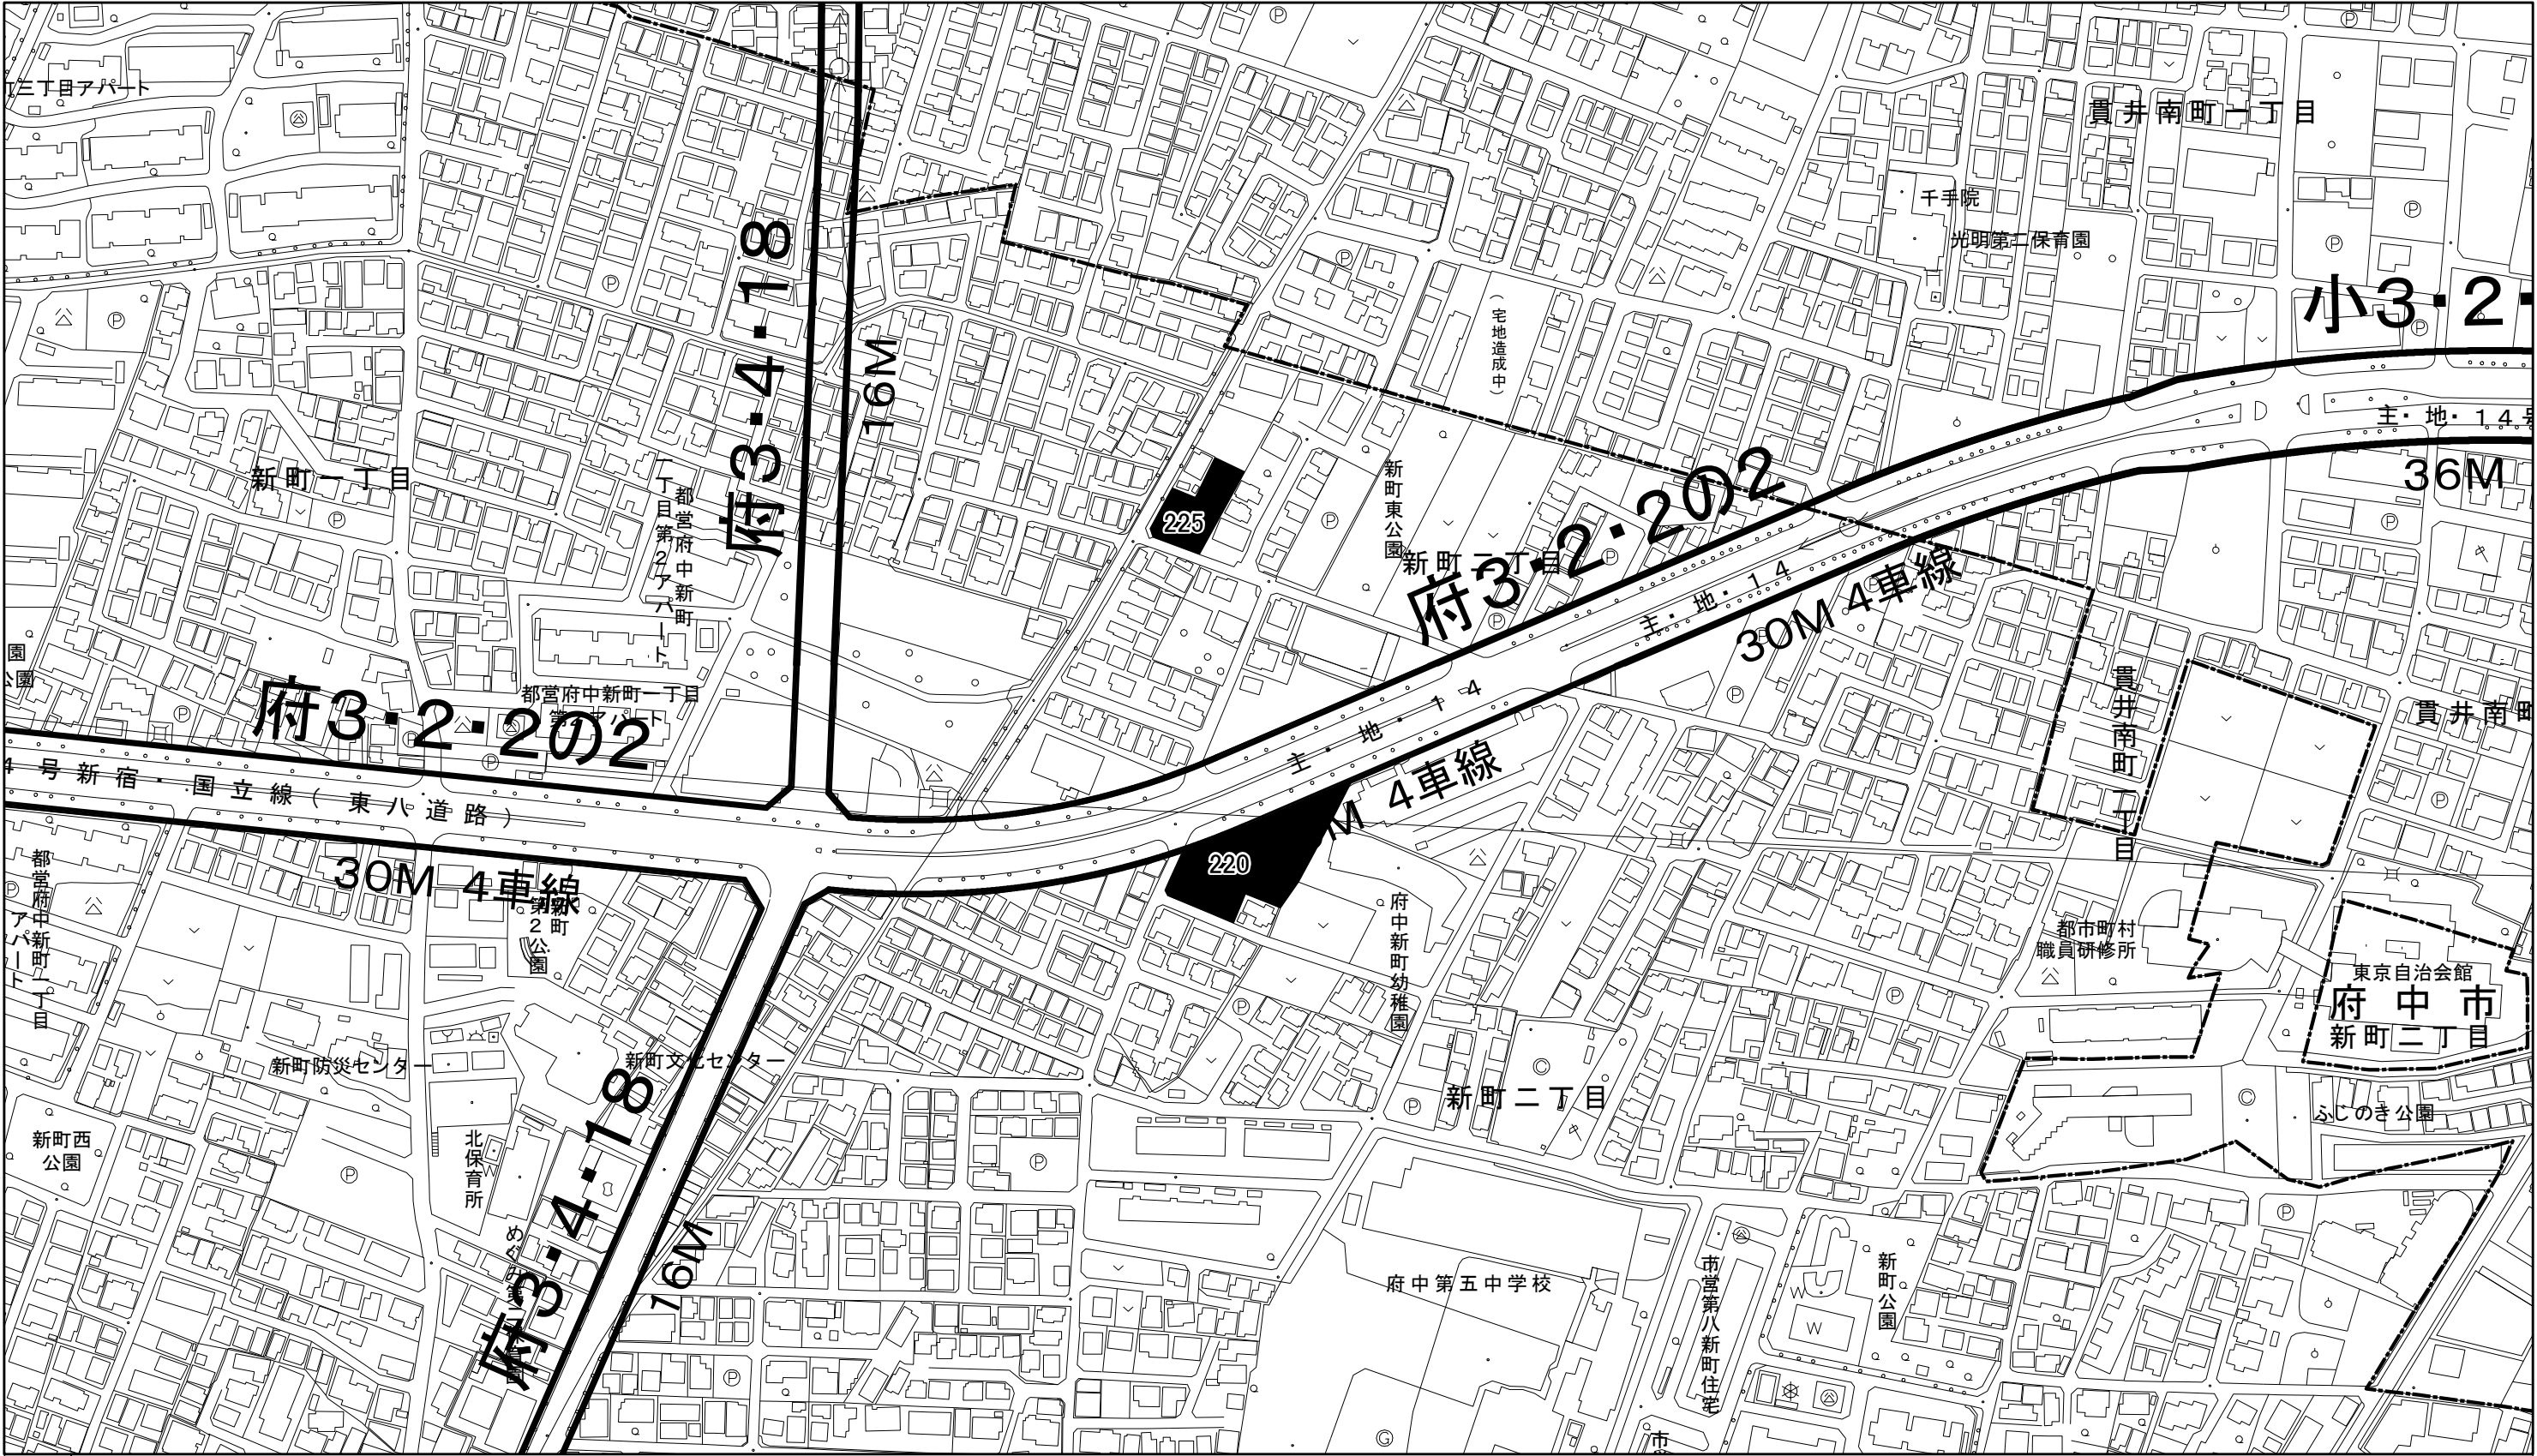 町三丁目アパート
貫井南町一丁目
千手院
光明第二保育園
小3・2・
(宅地造成中)
府3・4・18
16M
主・地・14号
36M
新町一丁目
都営府中新町
一丁目第2アパート
225
新町東公園
新町二丁目
府3・2・2の2
主・地・14
30M 4車線
園
公園
都営府中新町一丁目
府3・2・2の2
貫井南町一丁目
貫井南町
主・地・14
4号新宿・国立線(東八道路)
M 4車線
30M 4車線
220
都営府中新町一丁目
アパート
新町
第2公園
府中新町幼稚園
都市町村
職員研修所
東京自治会館
府中市
新町二丁目
新町防災センター
新町文化センター
新町二丁目
ふじのき公園
新町西
公園
北保育所
府3・4・18
16M
府中第五中学校
市営第八新町住宅
新町公園
市